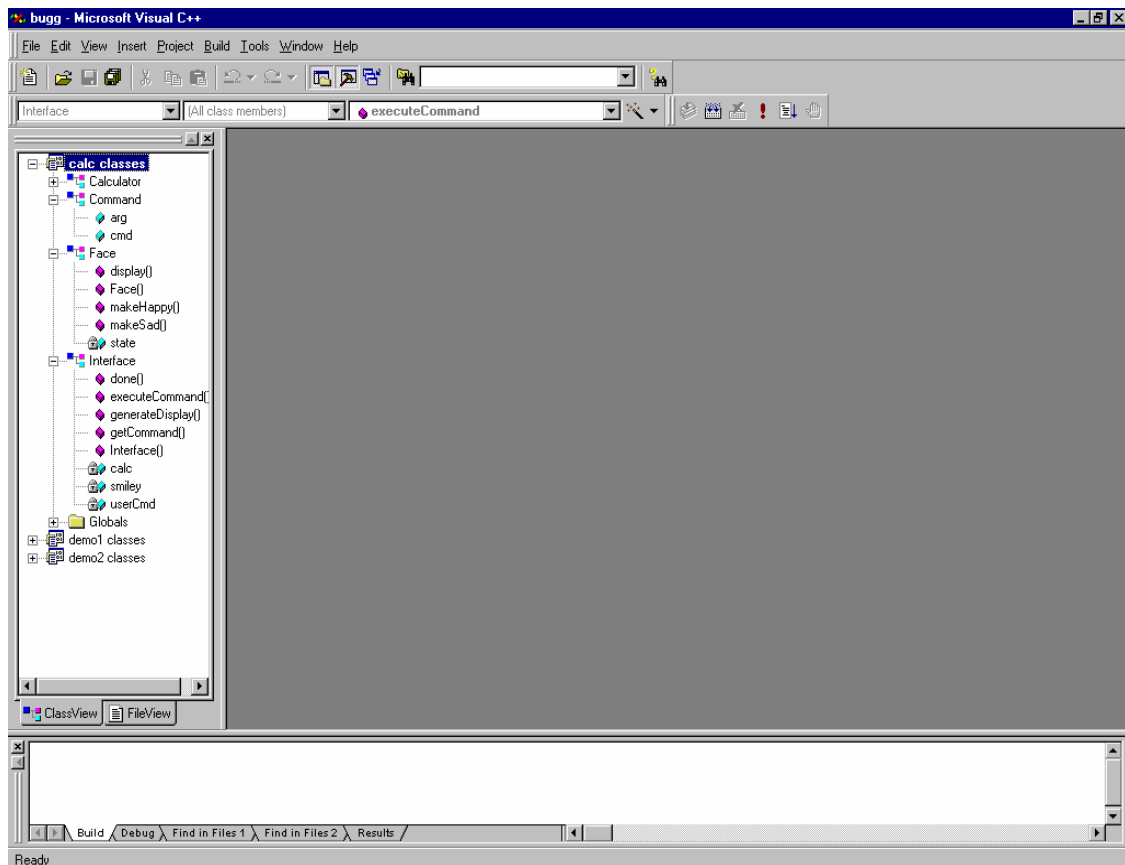 bugg - Microsoft Visual C++
File Edit View Insert Project Build Tools Window Help
Interface (All class members) executeCommand
calc classes
Calculator
Command
arg
cmd
Face
display()
Face()
makeHappy()
makeSad()
state
Interface
done()
executeCommand()
generateDisplay()
getCommand()
Interface()
calc
smiley
userCmd
Globals
demo1 classes
demo2 classes
ClassView FileView
Build Debug Find in Files 1 Find in Files 2 Results
Ready